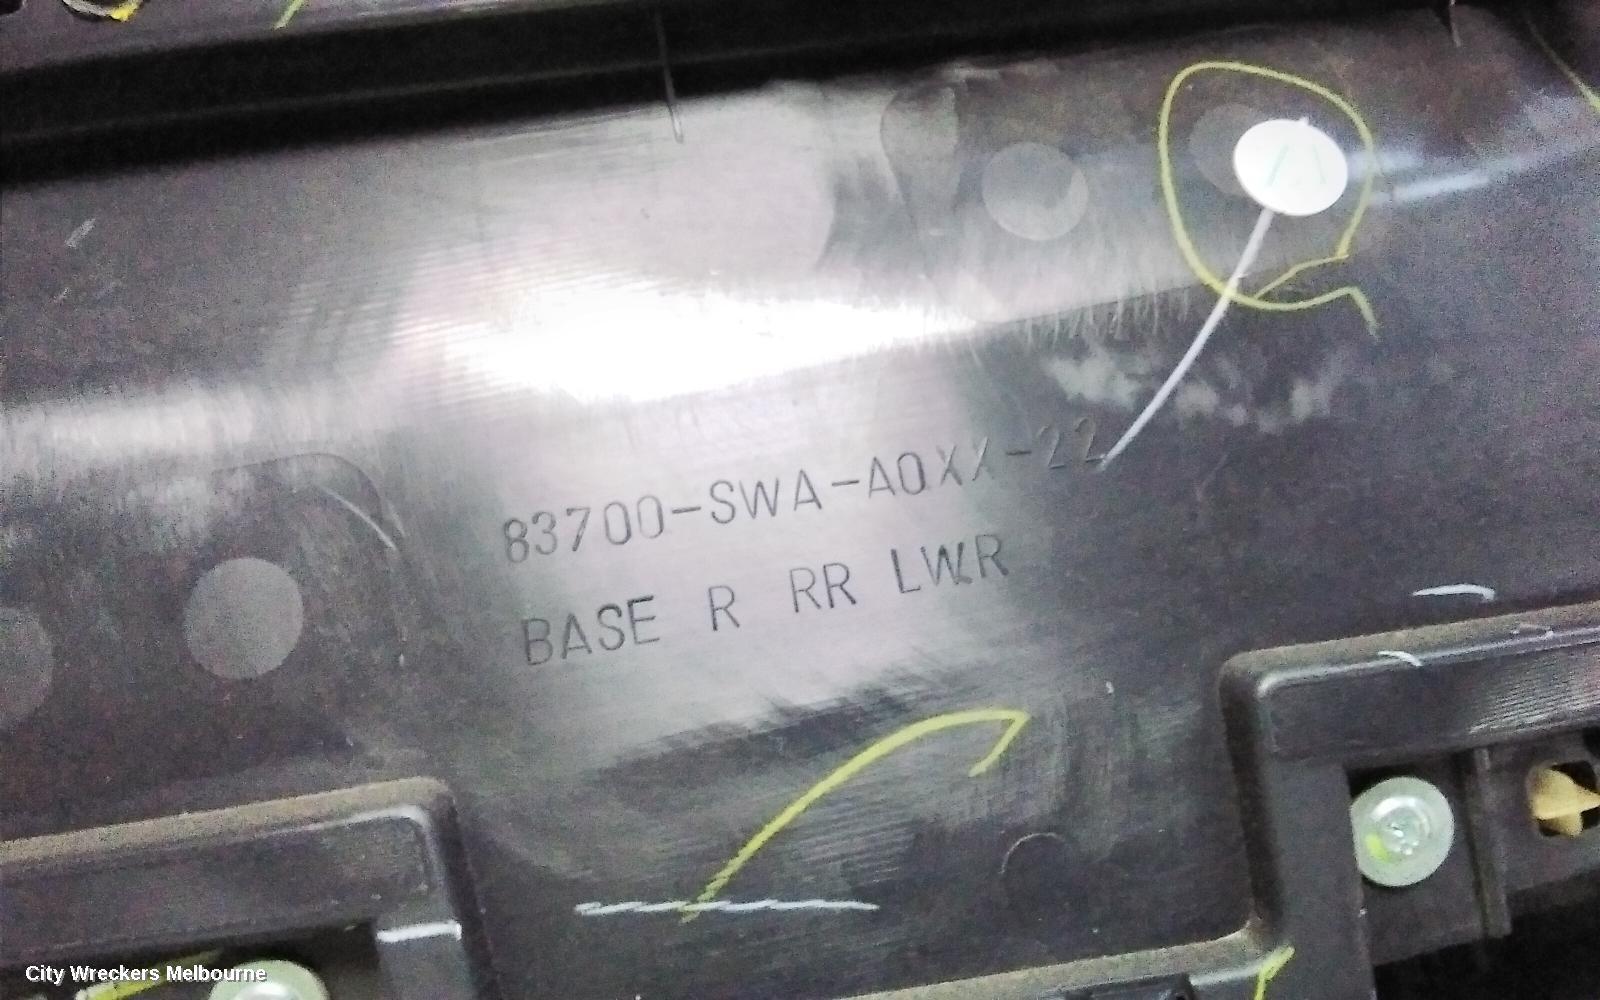 83700-SWA-A0XX-22
BASE R RR LWR
City Wreckers Melbourne